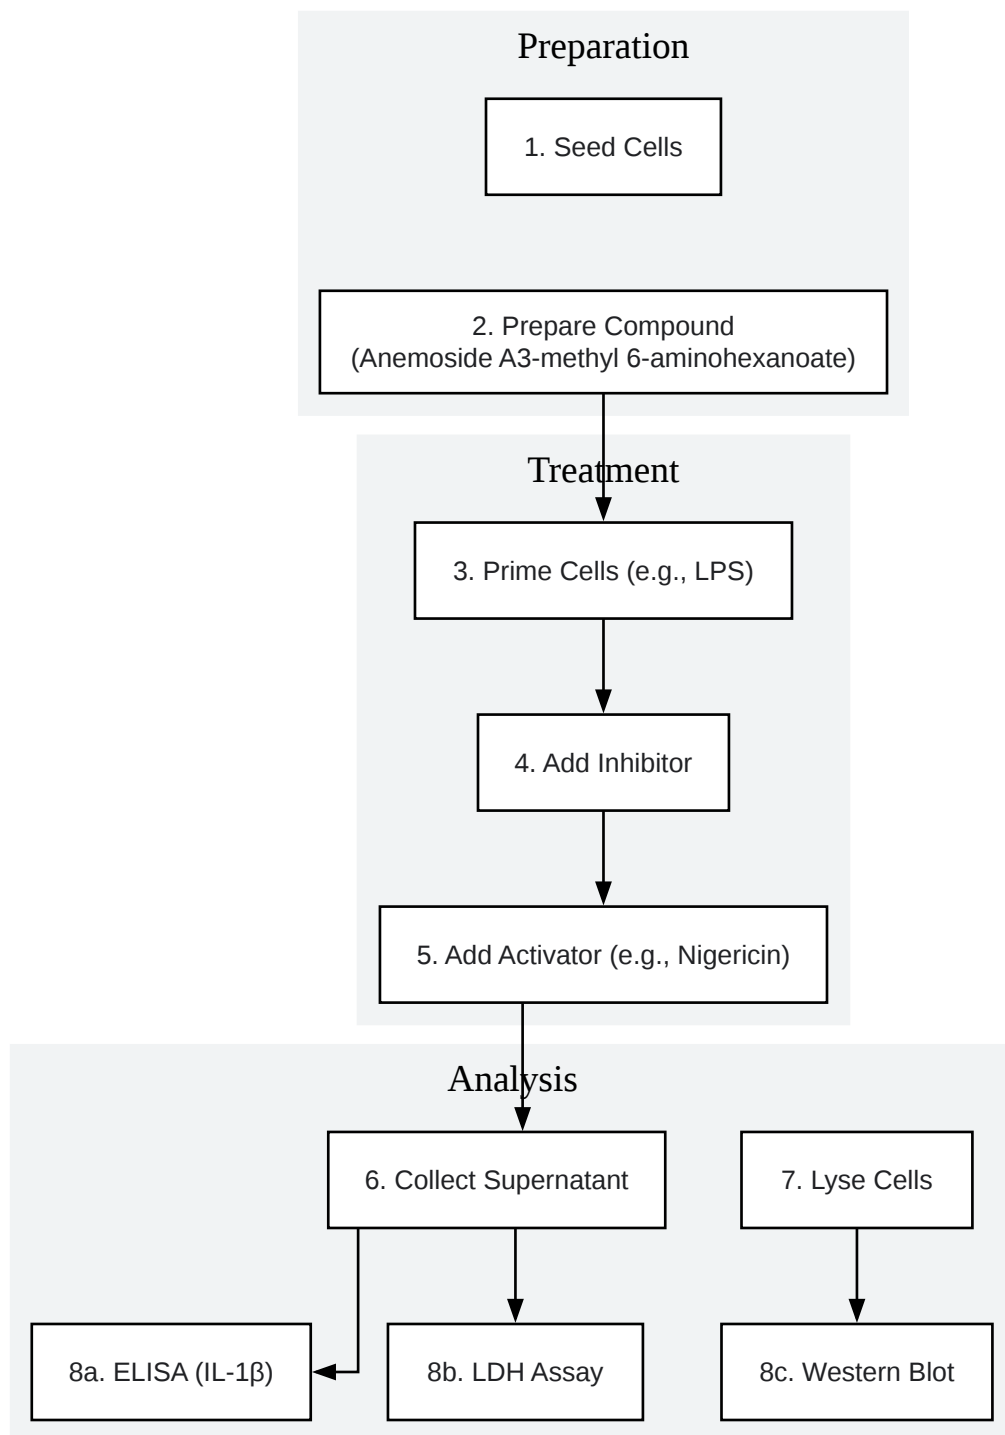 Preparation
1. Seed Cells
2. Prepare Compound
(Anemoside A3-methyl 6-aminohexanoate)
Treatment
3. Prime Cells (e.g., LPS)
4. Add Inhibitor
5. Add Activator (e.g., Nigericin)
Analysis
6. Collect Supernatant
7. Lyse Cells
8a. ELISA (IL-1β)
8b. LDH Assay
8c. Western Blot